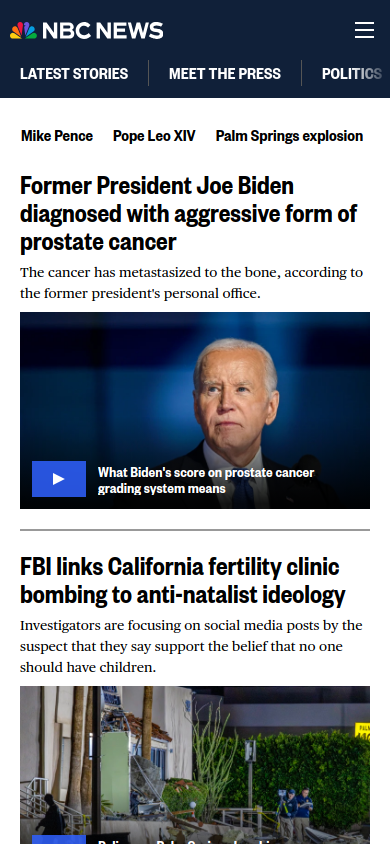 NBC NEWS
LATEST STORIES
MEET THE PRESS
POLITICS
Mike Pence
Pope Leo XIV
Palm Springs explosion
Former President Joe Biden
diagnosed with aggressive form of
prostate cancer
The cancer has metastasized to the bone, according to
the former president's personal office.
What Biden's score on prostate cancer
grading system means
FBI links California fertility clinic
bombing to anti-natalist ideology
Investigators are focusing on social media posts by the
suspect that they say support the belief that no one
should have children.